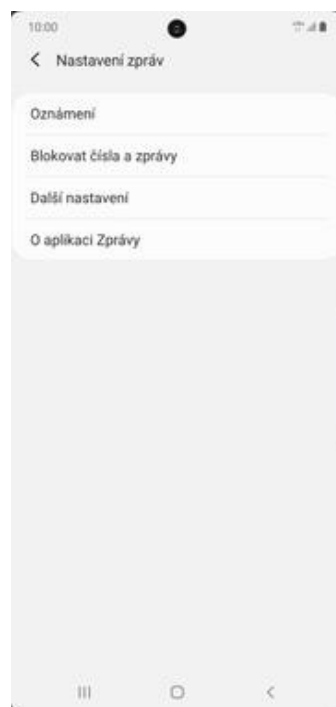 10:00
Nastavení zpráv
Oznámení
Blokovat čísla a zprávy
Další nastavení
O aplikaci Zprávy